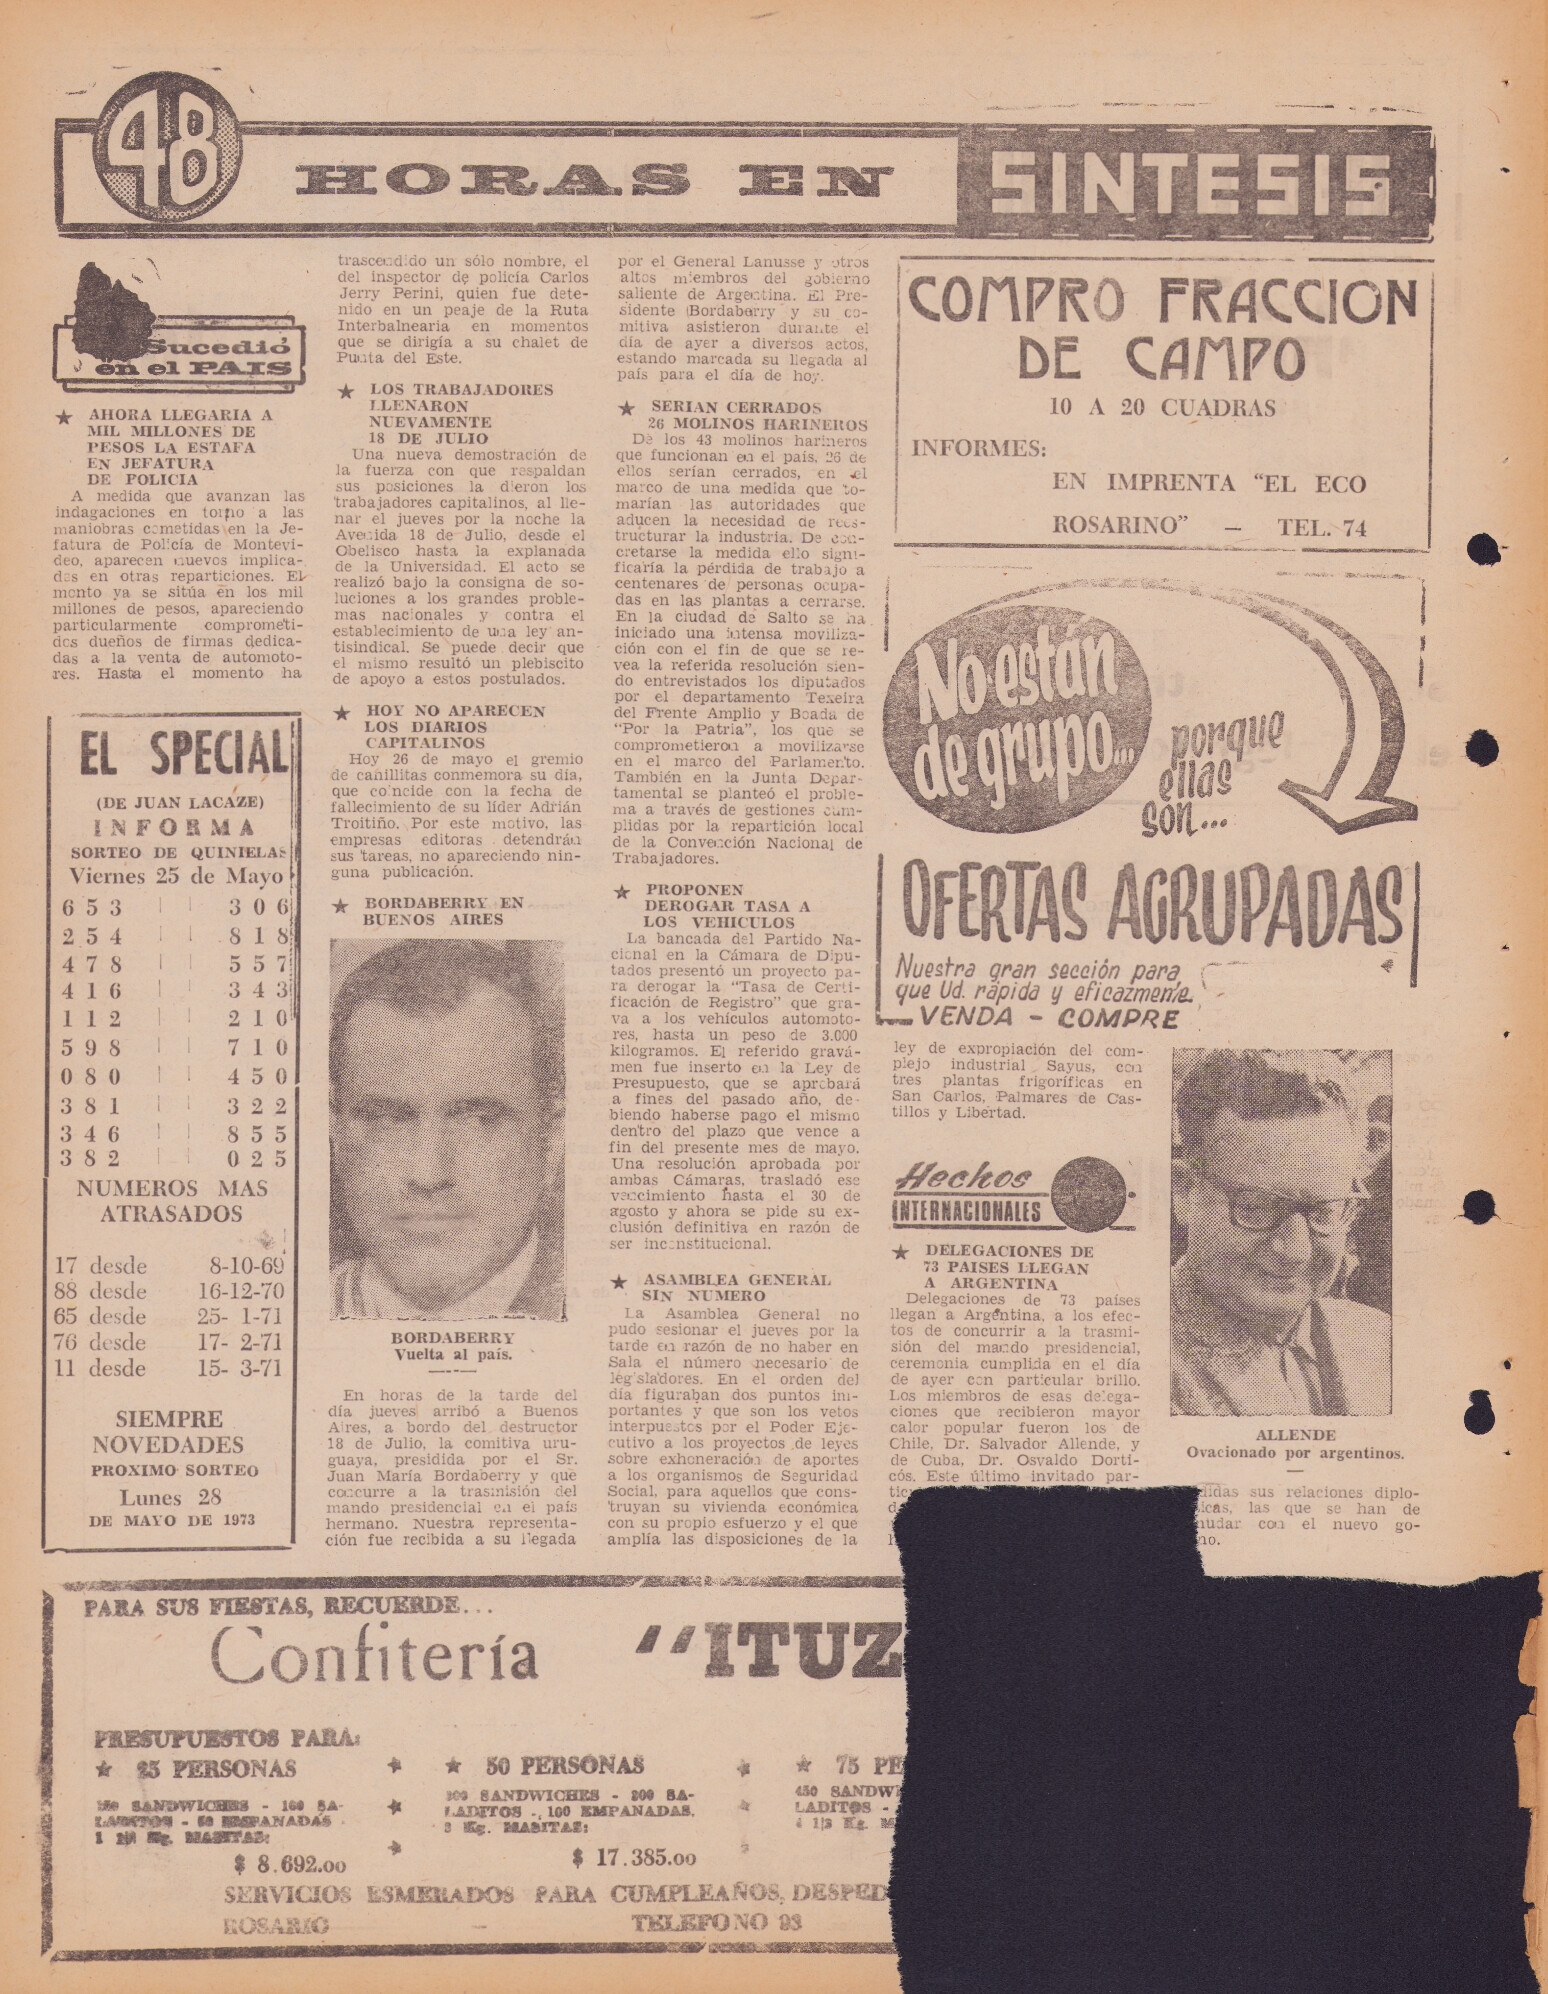 48 HORAS EN SINTESIS
Sucedió
en el PAIS
★ AHORA LLEGARIA A
MIL MILLONES DE
PESOS LA ESTAFA
EN JEFATURA
DE POLICIA
A medida que avanzan las
indagaciones en torno a las
maniobras cometidas en la Je-
fatura de Policía de Montevi-
deo, aparecen nuevos implica-
dos en otras reparticiones. El
monto ya se sitúa en los mil
millones de pesos, apareciendo
particularmente comprometi-
dos dueños de firmas dedica-
das a la venta de automoto-
res. Hasta el momento ha
EL SPECIAL
(DE JUAN LACAZE)
INFORMA
SORTEO DE QUINIELAS
Viernes 25 de Mayo
653 306
254 818
478 557
416 343
112 210
598 710
080 450
381 322
346 855
382 025
NUMEROS MAS
ATRASADOS
17 desde 8-10-69
88 desde 16-12-70
65 desde 25- 1-71
76 desde 17- 2-71
11 desde 15- 3-71
SIEMPRE
NOVEDADES
PROXIMO SORTEO
Lunes 28
DE MAYO DE 1973
trascendido un sólo nombre, el
del inspector de policía Carlos
Jerry Perini, quien fue dete-
nido en un peaje de la Ruta
Interbalnearia en momentos
que se dirigía a su chalet de
Punta del Este.
★ LOS TRABAJADORES
LLENARON
NUEVAMENTE
18 DE JULIO
Una nueva demostración de
la fuerza con que respaldan
sus posiciones la dieron los
trabajadores capitalinos, al lle-
nar el jueves por la noche la
Avenida 18 de Julio, desde el
Obelisco hasta la explanada
de la Universidad. El acto se
realizó bajo la consigna de so-
luciones a los grandes proble-
mas nacionales y contra el
establecimiento de una ley an-
tisindical. Se puede decir que
el mismo resultó un plebiscito
de apoyo a estos postulados.
★ HOY NO APARECEN
LOS DIARIOS
CAPITALINOS
Hoy 26 de mayo el gremio
de canillitas conmemora su día,
que coincide con la fecha de
fallecimiento de su líder Adrián
Troitiño. Por este motivo, las
empresas editoras detendrán
sus tareas, no apareciendo nin-
guna publicación.
★ BORDABERRY EN
BUENOS AIRES
BORDABERRY
Vuelta al país.
En horas de la tarde del
día jueves arribó a Buenos
Aires, a bordo del destructor
18 de Julio, la comitiva uru-
guaya, presidida por el Sr.
Juan María Bordaberry y que
concurre a la trasmisión del
mando presidencial en el país
hermano. Nuestra representa-
ción fue recibida a su llegada
por el General Lanusse y otros
altos miembros del gobierno
saliente de Argentina. El Pre-
sidente Bordaberry y su co-
mitiva asistieron durante el
día de ayer a diversos actos,
estando marcada su llegada al
país para el día de hoy.
★ SERIAN CERRADOS
26 MOLINOS HARINEROS
De los 43 molinos harineros
que funcionan en el país, 26 de
ellos serían cerrados, en el
marco de una medida que to-
marían las autoridades que
aducen la necesidad de rees-
tructurar la industria. De con-
cretarse la medida ello signi-
ficaría la pérdida de trabajo a
centenares de personas ocupa-
das en las plantas a cerrarse.
En la ciudad de Salto se ha
iniciado una intensa moviliza-
ción con el fin de que se re-
vea la referida resolución sien-
do entrevistados los diputados
por el departamento Texeira
del Frente Amplio y Boada de
"Por la Patria", los que se
comprometieron a movilizarse
en el marco del Parlamento.
También en la Junta Depar-
tamental se planteó el proble-
ma a través de gestiones cum-
plidas por la repartición local
de la Convención Nacional de
Trabajadores.
★ PROPONEN
DEROGAR TASA A
LOS VEHICULOS
La bancada del Partido Na-
cional en la Cámara de Dipu-
tados presentó un proyecto pa-
ra derogar la "Tasa de Certi-
ficación de Registro" que gra-
va a los vehículos automoto-
res, hasta un peso de 3.000
kilogramos. El referido gravá-
men fue inserto en la Ley de
Presupuesto, que se aprobará
a fines del pasado año, de-
biendo haberse pago el mismo
dentro del plazo que vence a
fin del presente mes de mayo.
Una resolución aprobada por
ambas Cámaras, trasladó ese
vencimiento hasta el 30 de
agosto y ahora se pide su ex-
clusión definitiva en razón de
ser inconstitucional.
★ ASAMBLEA GENERAL
SIN NUMERO
La Asamblea General no
pudo sesionar el jueves por la
tarde en razón de no haber en
Sala el número necesario de
legisladores. En el orden del
día figuraban dos puntos im-
portantes y que son los vetos
interpuestos por el Poder Eje-
cutivo a los proyectos de leyes
sobre exhoneración de aportes
a los organismos de Seguridad
Social, para aquellos que cons-
truyan su vivienda económica
con su propio esfuerzo y el que
amplía las disposiciones de la
COMPRO FRACCION
DE CAMPO
10 A 20 CUADRAS
INFORMES:
EN IMPRENTA "EL ECO
ROSARINO" — TEL. 74
No están
de grupo...
porque
ellas
son...
OFERTAS AGRUPADAS
Nuestra gran sección para
que Ud. rápida y eficazmente
VENDA - COMPRE
ley de expropiación del com-
plejo industrial Sayus, con
tres plantas frigoríficas en
San Carlos, Palmares de Cas-
tillos y Libertad.
Hechos
INTERNACIONALES
★ DELEGACIONES DE
73 PAISES LLEGAN
A ARGENTINA
Delegaciones de 73 países
llegan a Argentina, a los efec-
tos de concurrir a la trasmi-
sión del mando presidencial,
ceremonia cumplida en el día
de ayer con particular brillo.
Los miembros de esas delega-
ciones que recibieron mayor
calor popular fueron los de
Chile, Dr. Salvador Allende, y
de Cuba, Dr. Osvaldo Dorti-
cós. Este último invitado par-
ALLENDE
Ovacionado por argentinos.
didas sus relaciones diplo-
icas, las que se han de
nudar con el nuevo go-
no.
PARA SUS FIESTAS, RECUERDE...
Confitería "ITUZ
PRESUPUESTOS PARA:
★ 25 PERSONAS ★ 50 PERSONAS ★ 75 PE
SANDWICHES - 160 SA-
LADITOS - EMPANADAS
Kg. MASITAS:
$ 8.692.00
300 SANDWICHES - 300 SA-
LADITOS - 100 EMPANADAS.
3 Kg. MASITAS:
$ 17.385.00
450 SANDW
LADITOS -
4 1|3 Kg. M
SERVICIOS ESMERADOS PARA CUMPLEAÑOS, DESPED
ROSARIO - TELEFONO 93